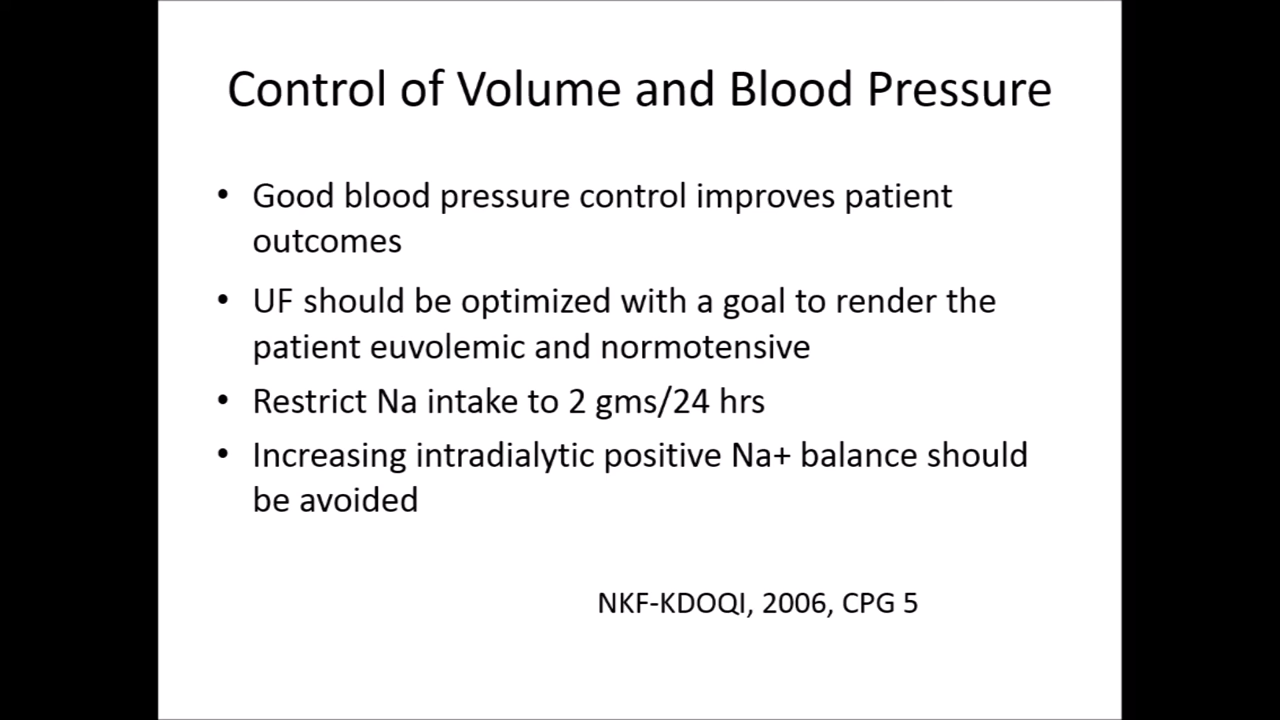 Control of Volume and Blood Pressure
• Good blood pressure control improves patient
outcomes
• UF should be optimized with a goal to render the
patient euvolemic and normotensive
• Restrict Na intake to 2 gms/24 hrs
• Increasing intradialytic positive Na+ balance should
be avoided
NKF-KDOQI, 2006, CPG 5